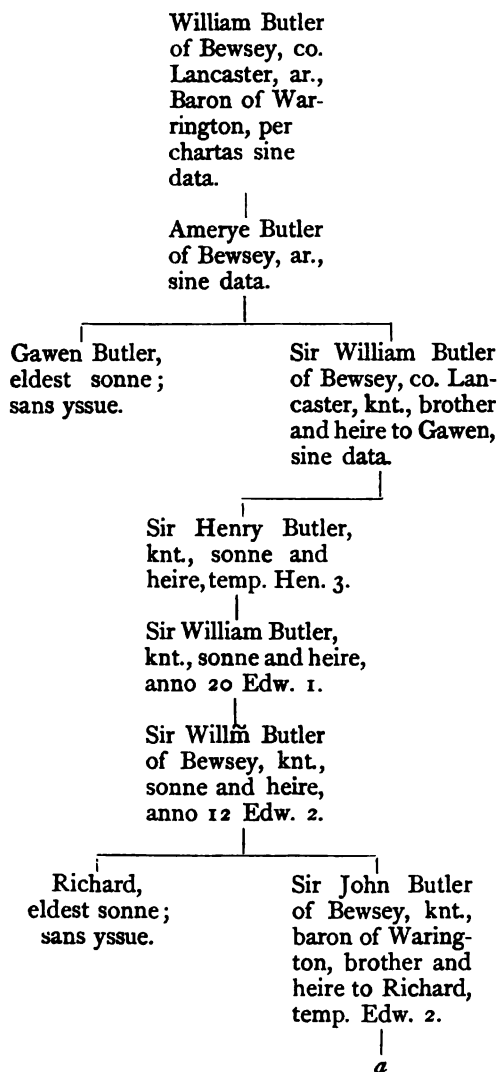 William Butler
of Bewsey, co.
Lancaster, ar.,
Baron of War-
rington, per
chartas sine
data.
Amerye Butler
of Bewsey, ar.,
sine data.
Gawen Butler,
eldest sonne;
sans yssue.
Sir William Butler
of Bewsey, co. Lan-
caster, knt., brother
and heire to Gawen,
sine data.
Sir Henry Butler,
knt., sonne and
heire, temp. Hen. 3.
Sir William Butler,
knt., sonne and heire,
anno 20 Edw. 1.
Sir Willm̃ Butler
of Bewsey, knt.,
sonne and heire,
anno 12 Edw. 2.
Richard,
eldest sonne;
sans yssue.
Sir John Butler
of Bewsey, knt.,
baron of Waring-
ton, brother and
heire to Richard,
temp. Edw. 2.
a